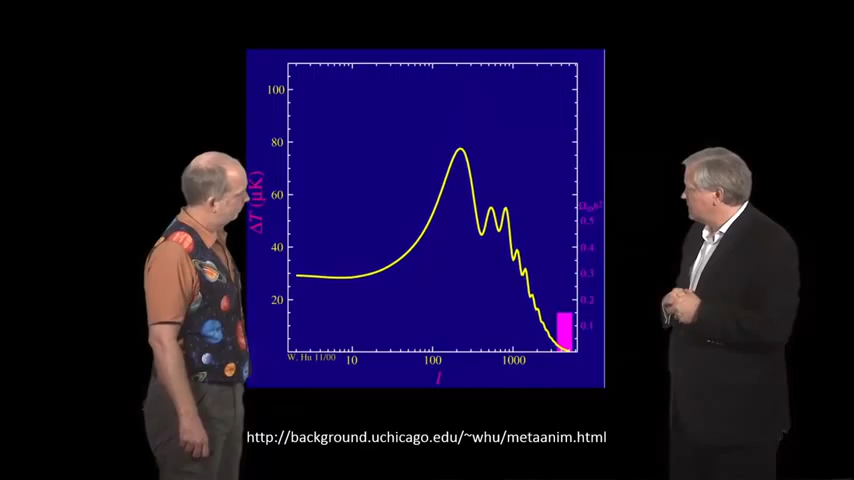 100
80
60
40
20
ΔT (μK)
Ωₘh²
0.5
0.4
0.3
0.2
0.1
W. Hu 11/00
10
100
1000
l
http://background.uchicago.edu/~whu/metaanim.html